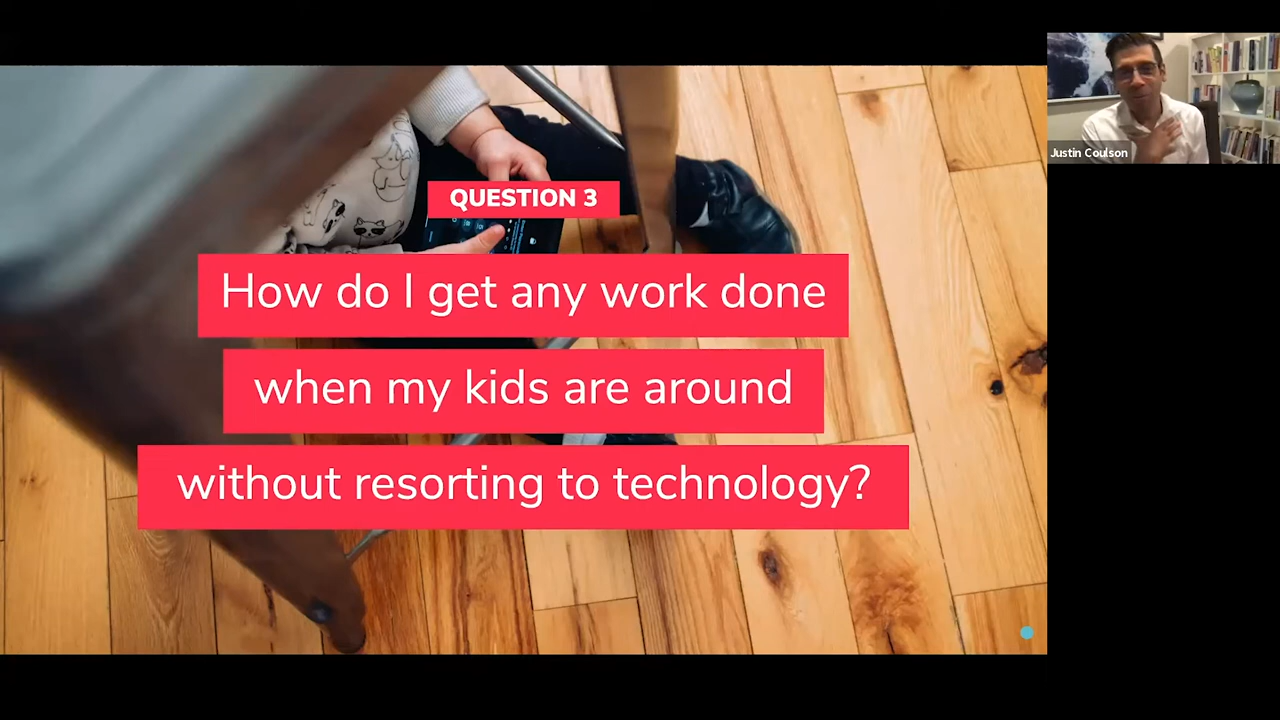 QUESTION 3
How do I get any work done
when my kids are around
without resorting to technology?
Justin Coulson